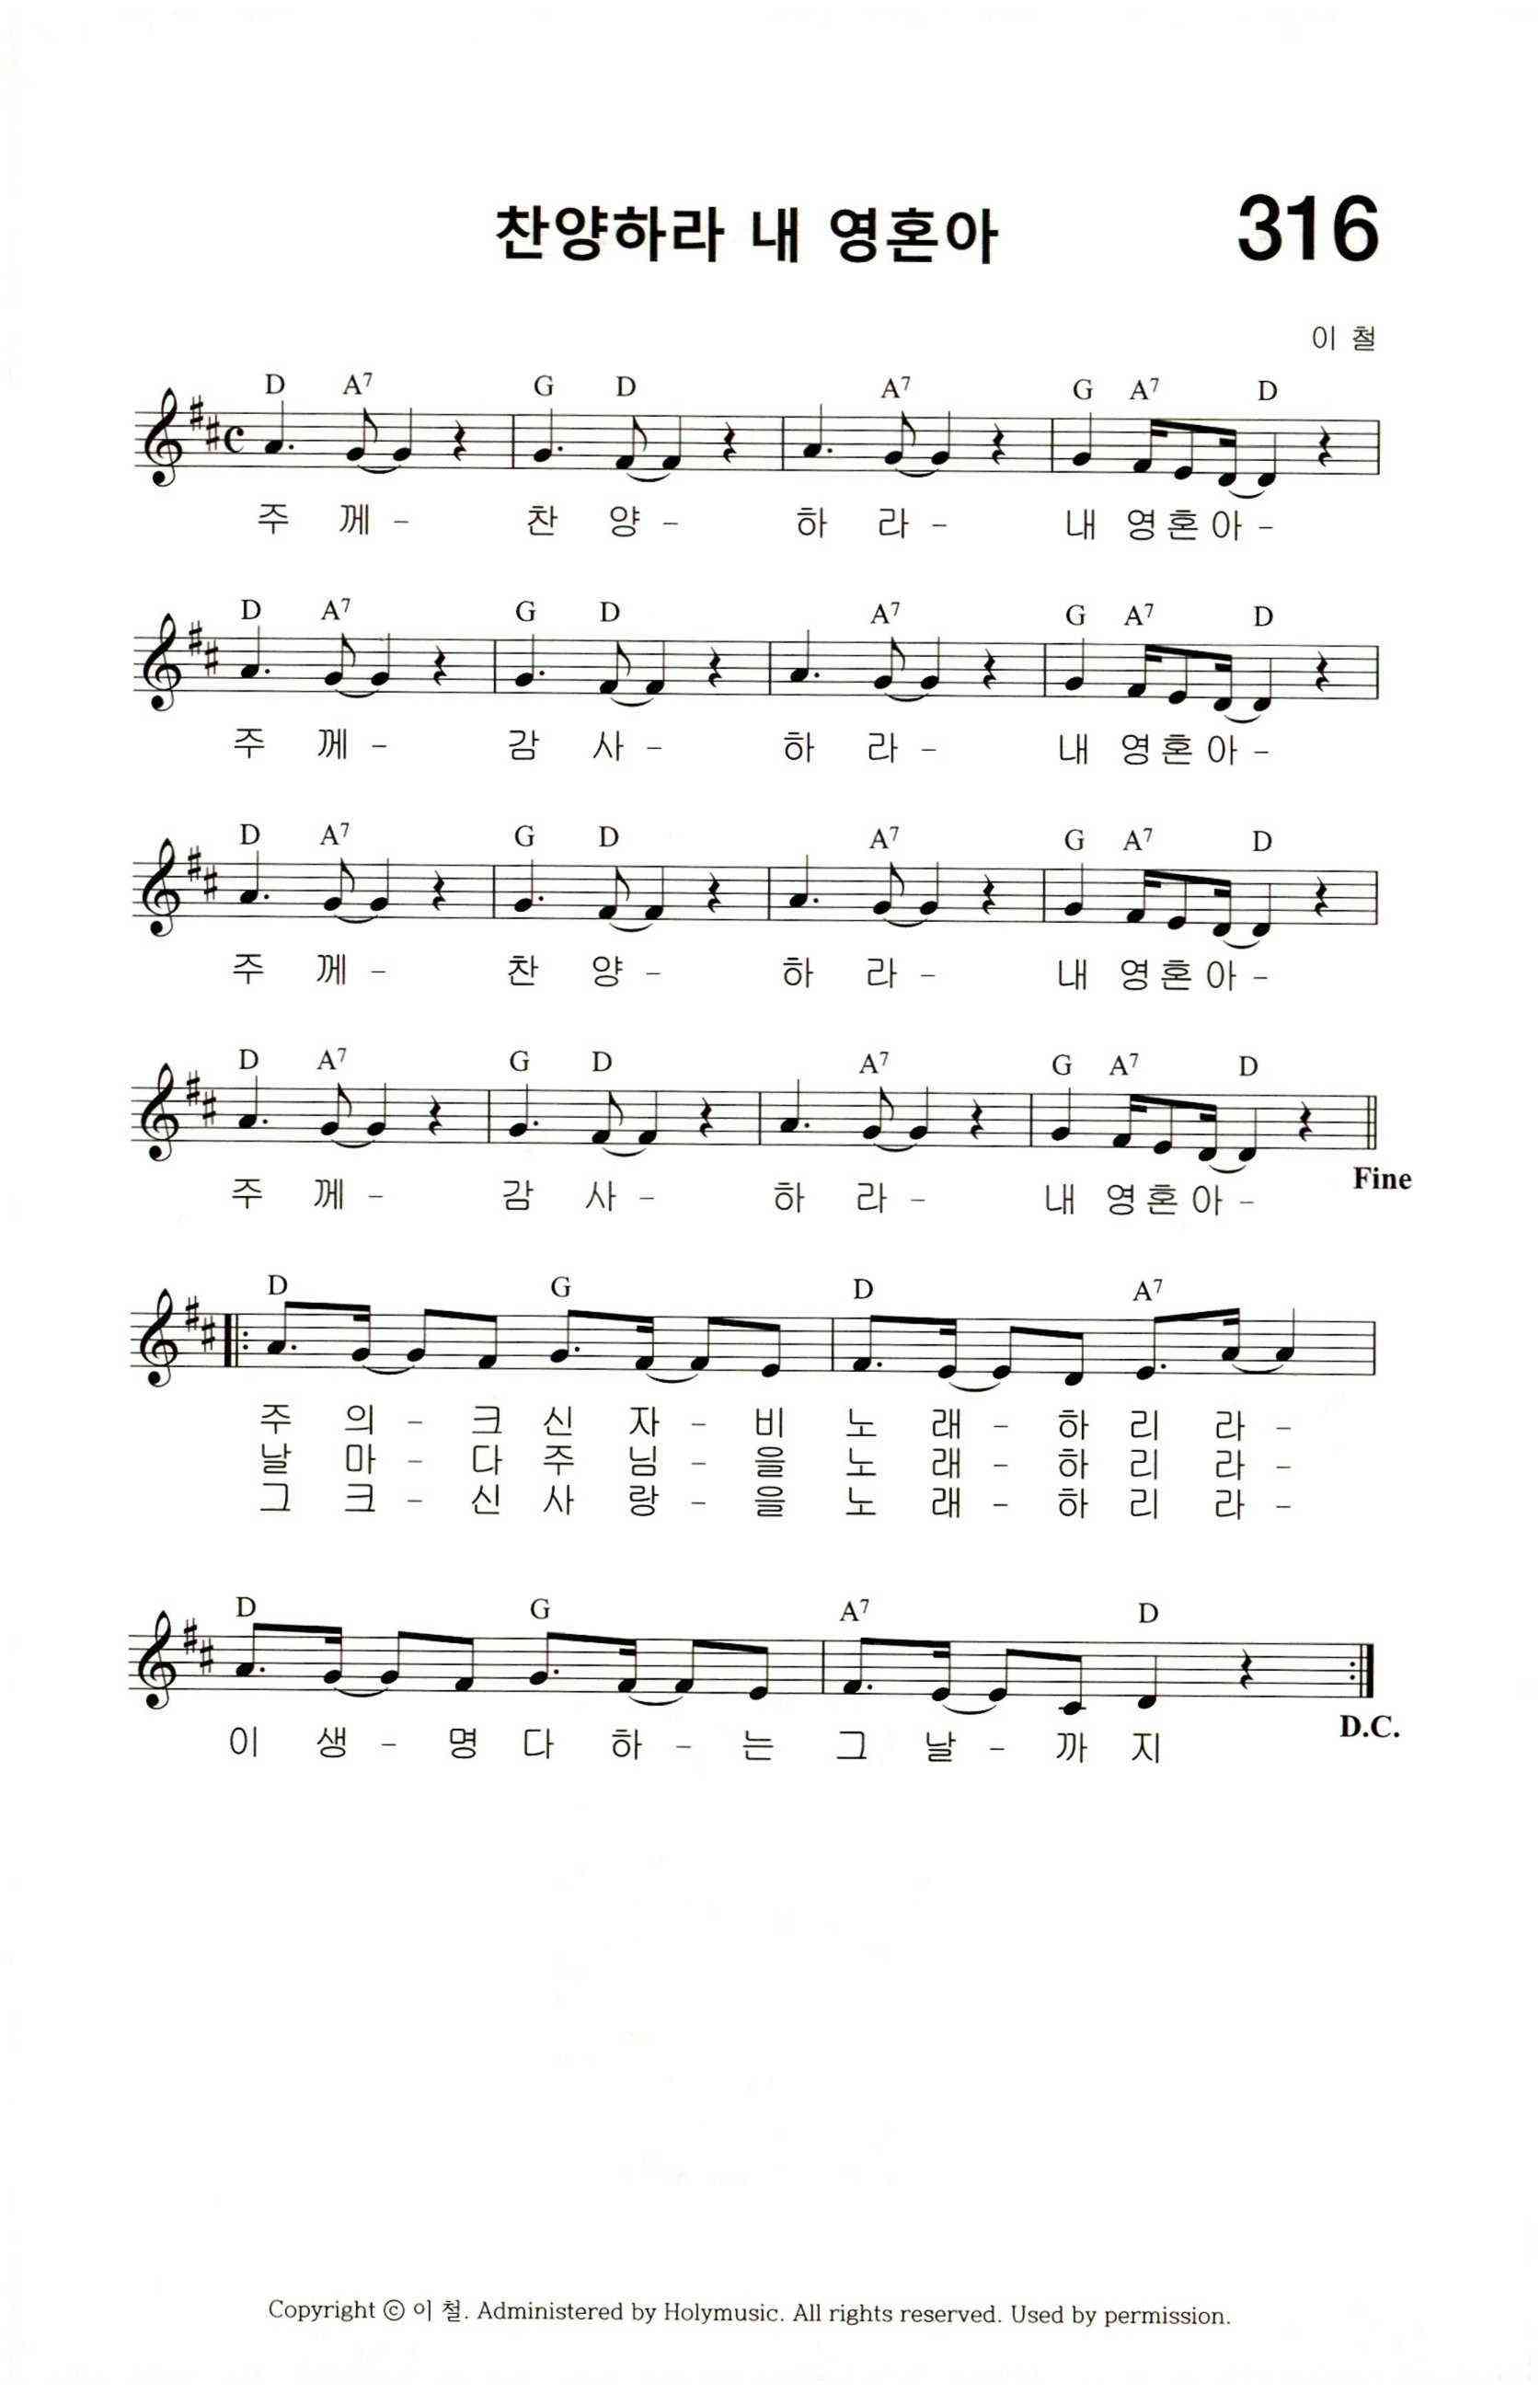 찬양하라 내 영혼아 316
이 철
D A7 G D A7 G A7 D
주 께 - 찬 양 - 하 라 - 내 영 혼 아 -
D A7 G D A7 G A7 D
주 께 - 감 사 - 하 라 - 내 영 혼 아 -
D A7 G D A7 G A7 D
주 께 - 찬 양 - 하 라 - 내 영 혼 아 -
D A7 G D A7 G A7 D
Fine
주 께 - 감 사 - 하 라 - 내 영 혼 아 -
D G D A7
주 의 - 크 신 자 - 비 노 래 - 하 리 라 -
날 마 - 다 주 님 - 을 노 래 - 하 리 라 -
그 크 - 신 사 랑 - 을 노 래 - 하 리 라 -
D G A7 D
D.C.
이 생 - 명 다 하 - 는 그 날 - 까 지
Copyright ⓒ 이 철. Administered by Holymusic. All rights reserved. Used by permission.